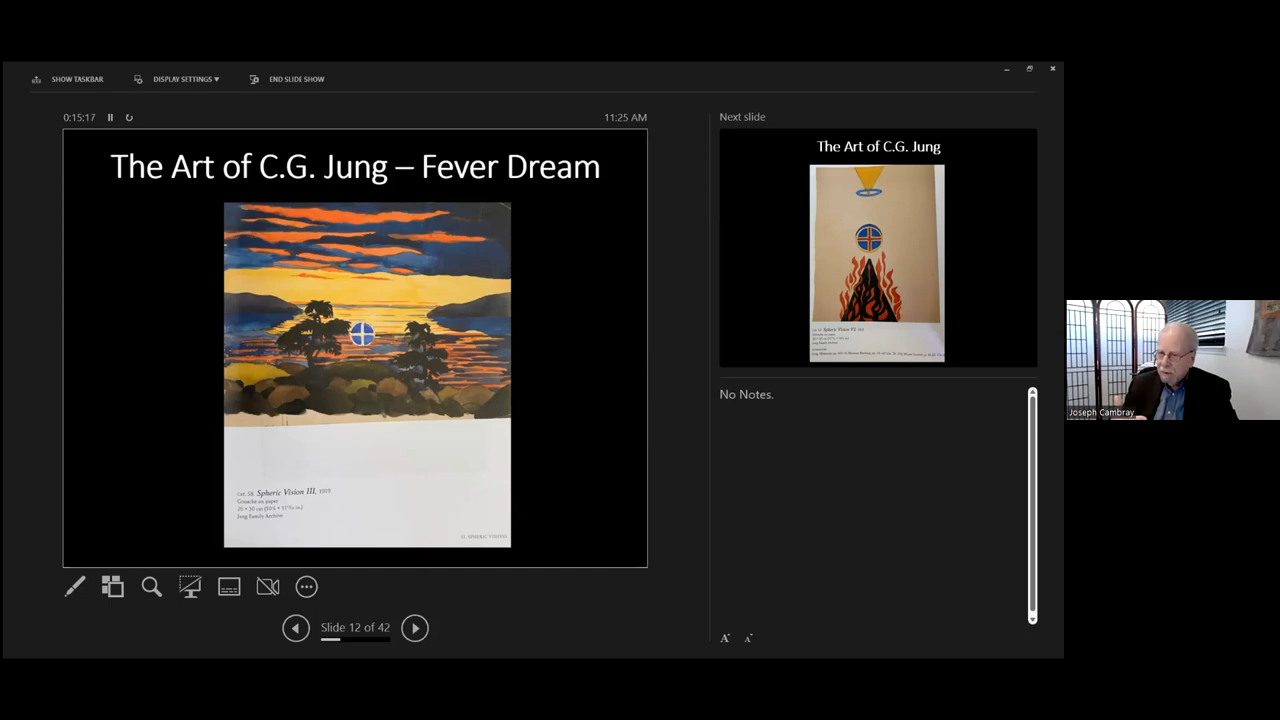 SHOW TASKBAR
DISPLAY SETTINGS ▼
END SLIDE SHOW
0:15:17
11:25 AM
The Art of C.G. Jung – Fever Dream
Spheric Vision III, 1919
Gouache on paper
Jung Family Archive
Slide 12 of 42
Next slide
The Art of C.G. Jung
Spheric Vision
No Notes.
A
A
Joseph Cambray